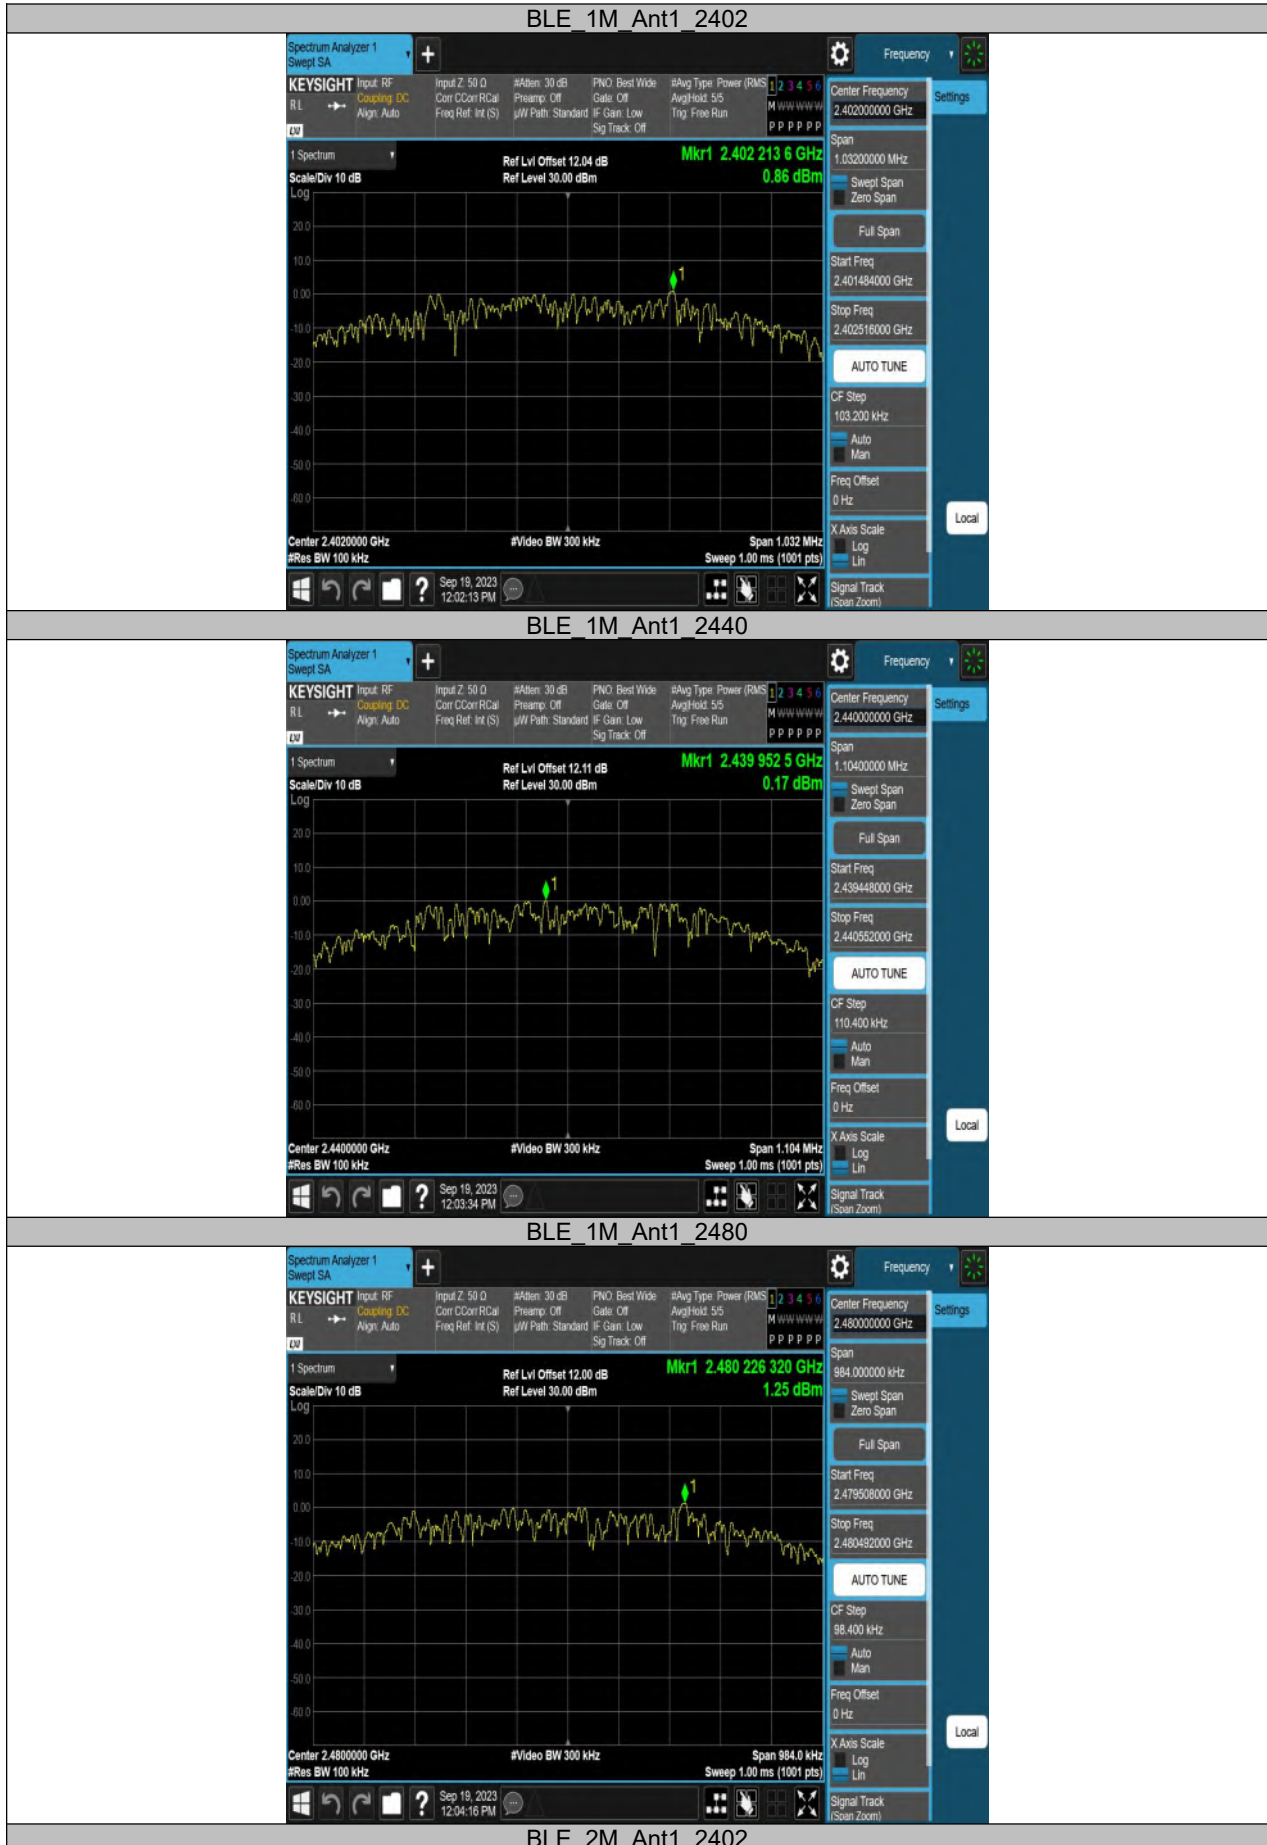 BLE_1M_Ant1_2402
Spectrum Analyzer 1
Swept SA
+
Frequency
KEYSIGHT
RL
LXI
Input: RF
Coupling: DC
Align: Auto
Input Z: 50 Ω
Corr CCorr RCal
Freq Ref: Int (S)
#Atten: 30 dB
Preamp: Off
µW Path: Standard
PNO: Best Wide
Gate: Off
IF Gain: Low
Sig Track: Off
#Avg Type: Power (RMS
Avg|Hold: 5/5
Trig: Free Run
1 2 3 4 5 6
M W W W W W
P P P P P P
Center Frequency
2.402000000 GHz
Settings
1 Spectrum
Scale/Div 10 dB
Log
Ref Lvl Offset 12.04 dB
Ref Level 30.00 dBm
Mkr1 2.402 213 6 GHz
0.86 dBm
Span
1.03200000 MHz
Swept Span
Zero Span
Full Span
Start Freq
2.401484000 GHz
Stop Freq
2.402516000 GHz
AUTO TUNE
CF Step
103.200 kHz
Auto
Man
Freq Offset
0 Hz
X Axis Scale
Log
Lin
Signal Track
(Span Zoom)
Local
20.0
10.0
1
0.00
-10.0
-20.0
-30.0
-40.0
-50.0
-60.0
Center 2.4020000 GHz
#Video BW 300 kHz
Span 1.032 MHz
#Res BW 100 kHz
Sweep 1.00 ms (1001 pts)
?
Sep 19, 2023
12:02:13 PM
BLE_1M_Ant1_2440
Spectrum Analyzer 1
Swept SA
+
Frequency
KEYSIGHT
RL
LXI
Input: RF
Coupling: DC
Align: Auto
Input Z: 50 Ω
Corr CCorr RCal
Freq Ref: Int (S)
#Atten: 30 dB
Preamp: Off
µW Path: Standard
PNO: Best Wide
Gate: Off
IF Gain: Low
Sig Track: Off
#Avg Type: Power (RMS
Avg|Hold: 5/5
Trig: Free Run
1 2 3 4 5 6
M W W W W W
P P P P P P
Center Frequency
2.440000000 GHz
Settings
1 Spectrum
Scale/Div 10 dB
Log
Ref Lvl Offset 12.11 dB
Ref Level 30.00 dBm
Mkr1 2.439 952 5 GHz
0.17 dBm
Span
1.10400000 MHz
Swept Span
Zero Span
Full Span
Start Freq
2.439448000 GHz
Stop Freq
2.440552000 GHz
AUTO TUNE
CF Step
110.400 kHz
Auto
Man
Freq Offset
0 Hz
X Axis Scale
Log
Lin
Signal Track
(Span Zoom)
Local
20.0
10.0
1
0.00
-10.0
-20.0
-30.0
-40.0
-50.0
-60.0
Center 2.4400000 GHz
#Video BW 300 kHz
Span 1.104 MHz
#Res BW 100 kHz
Sweep 1.00 ms (1001 pts)
?
Sep 19, 2023
12:03:34 PM
BLE_1M_Ant1_2480
Spectrum Analyzer 1
Swept SA
+
Frequency
KEYSIGHT
RL
LXI
Input: RF
Coupling: DC
Align: Auto
Input Z: 50 Ω
Corr CCorr RCal
Freq Ref: Int (S)
#Atten: 30 dB
Preamp: Off
µW Path: Standard
PNO: Best Wide
Gate: Off
IF Gain: Low
Sig Track: Off
#Avg Type: Power (RMS
Avg|Hold: 5/5
Trig: Free Run
1 2 3 4 5 6
M W W W W W
P P P P P P
Center Frequency
2.480000000 GHz
Settings
1 Spectrum
Scale/Div 10 dB
Log
Ref Lvl Offset 12.00 dB
Ref Level 30.00 dBm
Mkr1 2.480 226 320 GHz
1.25 dBm
Span
984.000000 kHz
Swept Span
Zero Span
Full Span
Start Freq
2.479508000 GHz
Stop Freq
2.480492000 GHz
AUTO TUNE
CF Step
98.400 kHz
Auto
Man
Freq Offset
0 Hz
X Axis Scale
Log
Lin
Signal Track
(Span Zoom)
Local
20.0
10.0
1
0.00
-10.0
-20.0
-30.0
-40.0
-50.0
-60.0
Center 2.4800000 GHz
#Video BW 300 kHz
Span 984.0 kHz
#Res BW 100 kHz
Sweep 1.00 ms (1001 pts)
?
Sep 19, 2023
12:04:16 PM
BLE_2M_Ant1_2402